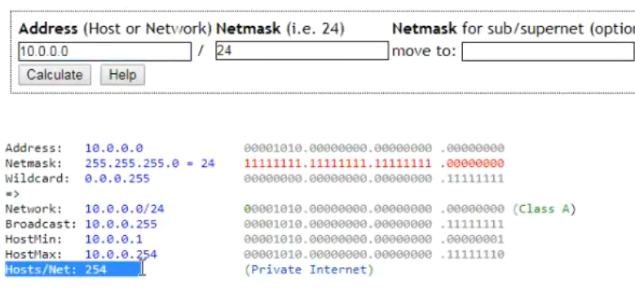 Address (Host or Network) Netmask (i.e. 24) Netmask for sub/supernet (optio
10.0.0.0 / 24 move to:
Calculate Help
Address: 10.0.0.0 00001010.00000000.00000000 .00000000
Netmask: 255.255.255.0 = 24 11111111.11111111.11111111 .00000000
Wildcard: 0.0.0.255 00000000.00000000.00000000 .11111111
=>
Network: 10.0.0.0/24 00001010.00000000.00000000 .00000000 (Class A)
Broadcast: 10.0.0.255 00001010.00000000.00000000 .11111111
HostMin: 10.0.0.1 00001010.00000000.00000000 .00000001
HostMax: 10.0.0.254 00001010.00000000.00000000 .11111110
Hosts/Net: 254 (Private Internet)